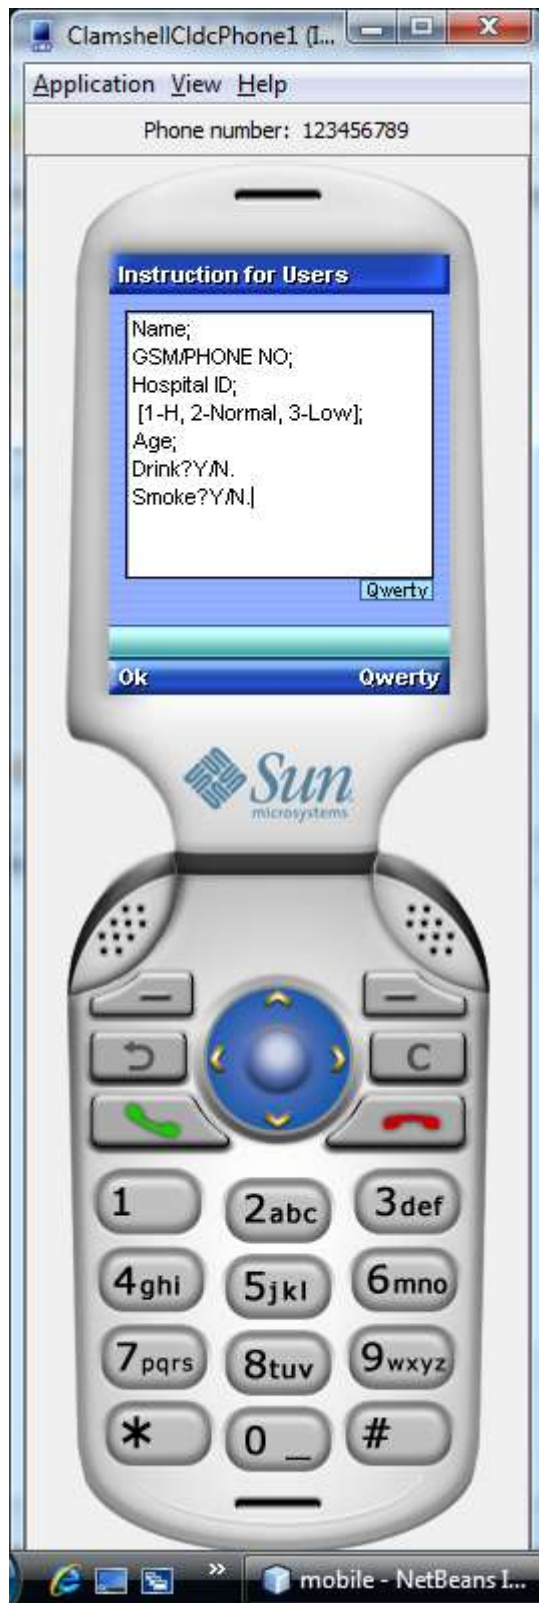 ClamshellCldcPhone1 (I...
Application View Help
Phone number: 123456789
Instruction for Users
Name;
GSM/PHONE NO;
Hospital ID;
[1-H, 2-Normal, 3-Low];
Age;
Drink?Y/N.
Smoke?Y/N.
Qwerty
Ok Qwerty
Sun
microsystems
C
1 2abc 3def
4ghi 5jkl 6mno
7pqrs 8tuv 9wxyz
* 0 _ #
» mobile - NetBeans I...